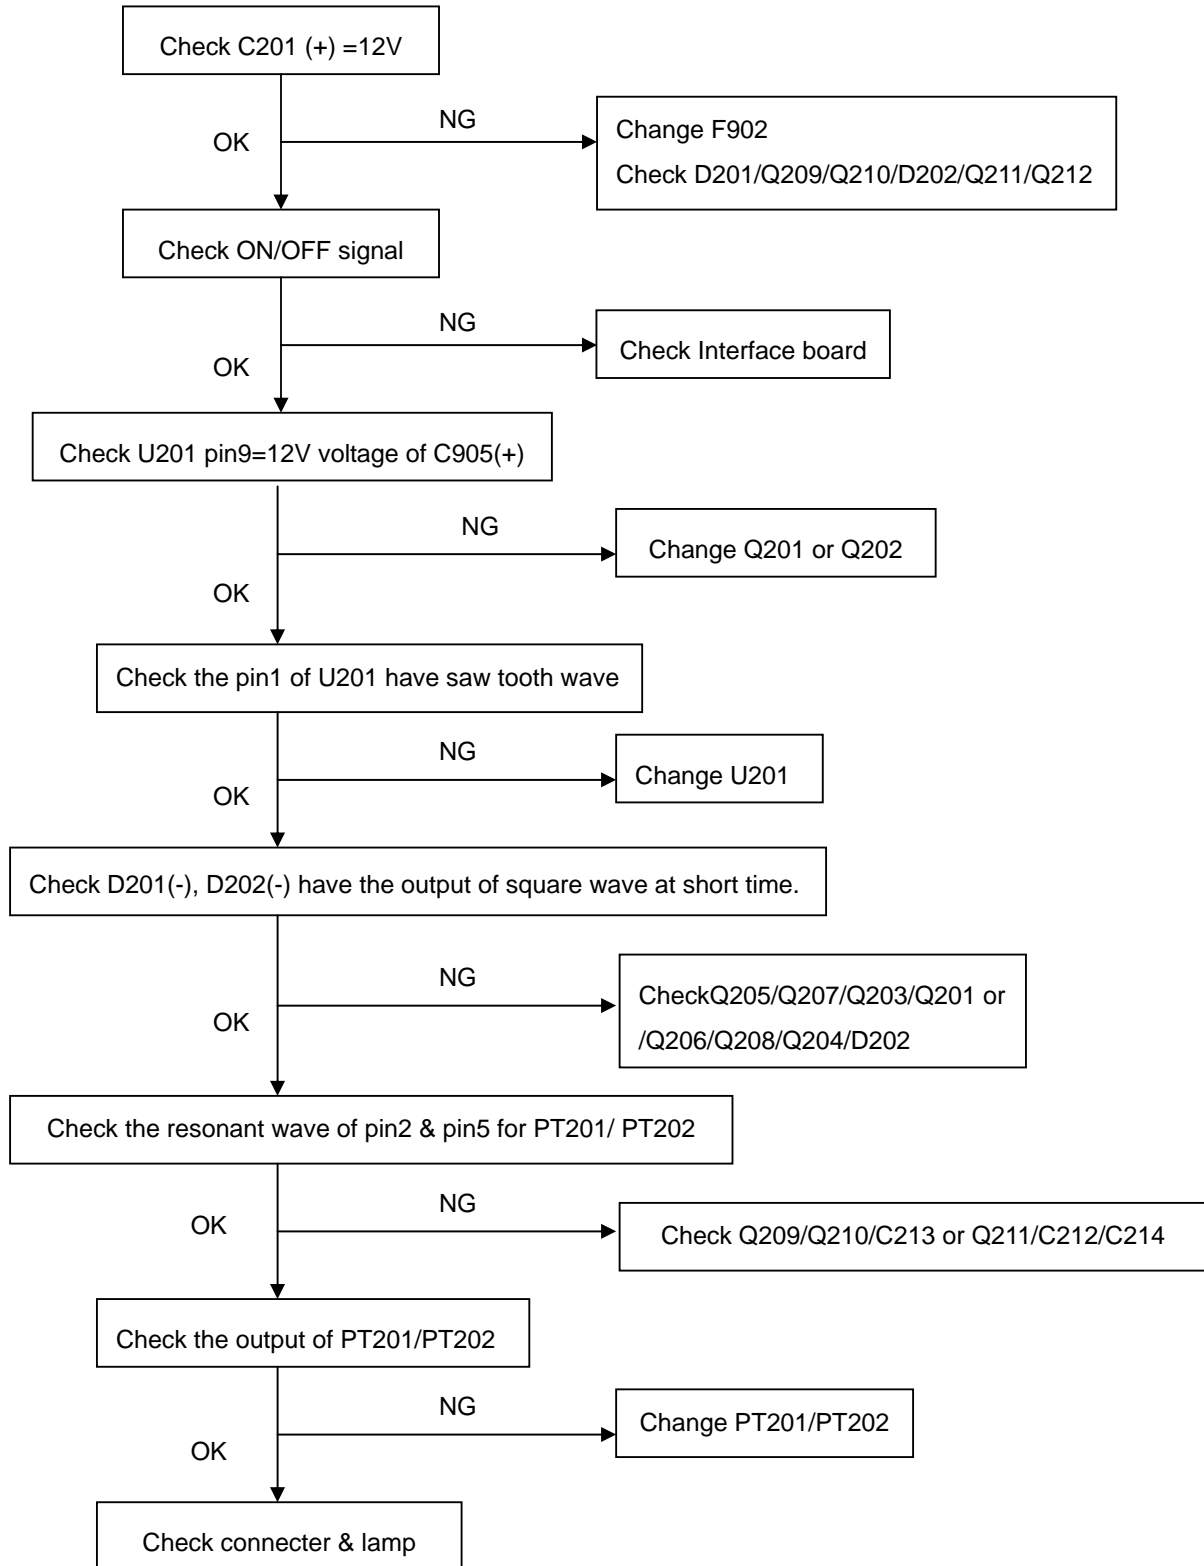 Check C201 (+) =12V
NG
OK
Change F902
Check D201/Q209/Q210/D202/Q211/Q212
Check ON/OFF signal
NG
OK
Check Interface board
Check U201 pin9=12V voltage of C905(+)
NG
OK
Change Q201 or Q202
Check the pin1 of U201 have saw tooth wave
NG
OK
Change U201
Check D201(-), D202(-) have the output of square wave at short time.
NG
OK
CheckQ205/Q207/Q203/Q201 or
/Q206/Q208/Q204/D202
Check the resonant wave of pin2 & pin5 for PT201/ PT202
NG
OK
Check Q209/Q210/C213 or Q211/C212/C214
Check the output of PT201/PT202
NG
OK
Change PT201/PT202
Check connecter & lamp